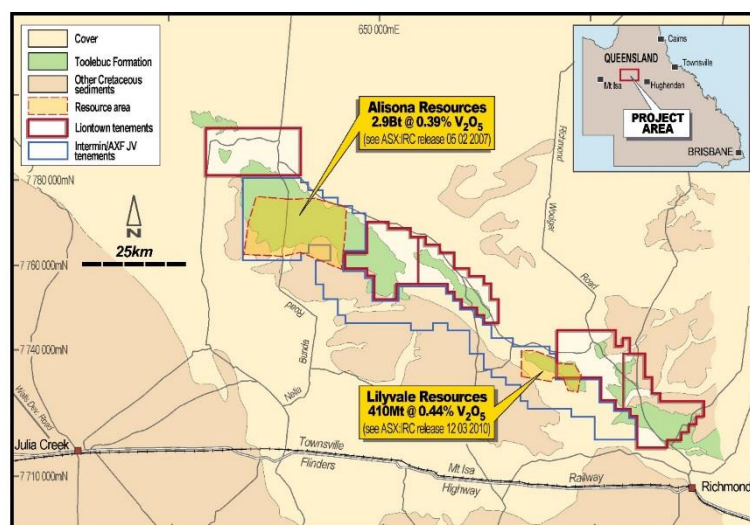 Cover
Toolebuc Formation
Other Cretaceous
sediments
Resource area
Liontown tenements
Intermin/AXF JV
tenements
650 000mE
Alisona Resources
2.9Bt @ 0.39% V₂O₅
(see ASX:IRC release 05 02 2007)
QUEENSLAND
Cairns
Townsville
Mt Isa
Hughenden
PROJECT
AREA
BRISBANE
7 780 000mN
N
25km
7 760 000mN
7 740 000mN
7 710 000mN
Richmond
Woolgar
Road
Road
Bunda
Nelia
Wills Dev. Road
Lilyvale Resources
410Mt @ 0.44% V₂O₅
(see ASX:IRC release 12 03 2010)
Julia Creek
Townsville
Flinders
Mt Isa
Highway
Railway
Richmond